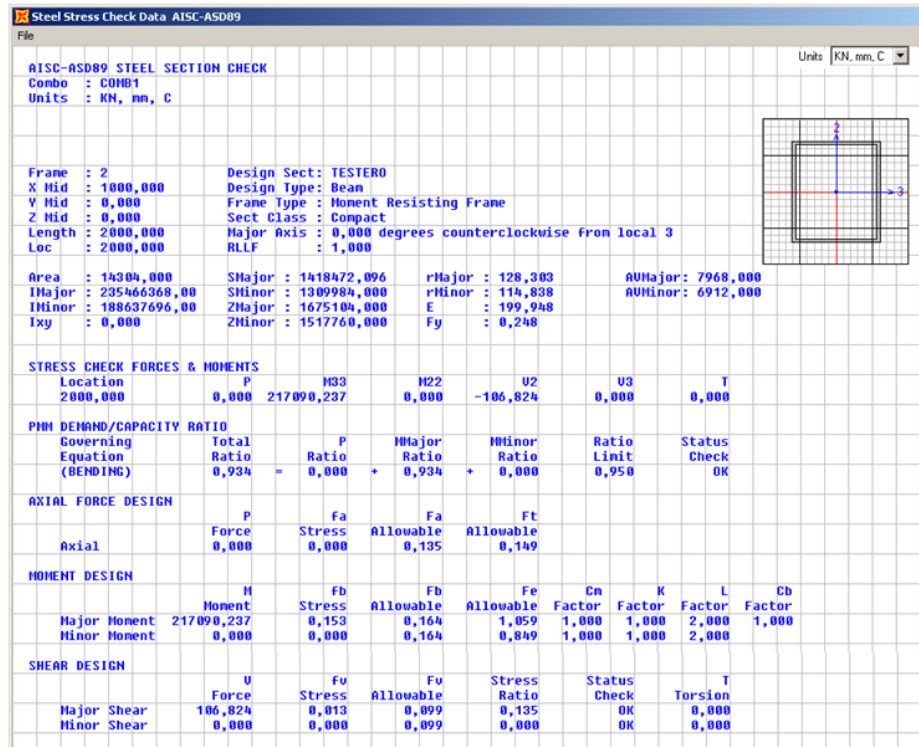 Steel Stress Check Data AISC-ASD89
File
Units KN, mm, C
AISC-ASD89 STEEL SECTION CHECK
Combo : COMB1
Units : KN, mm, C
2
3
Frame : 2 Design Sect: TESTERO
X Mid : 1000,000 Design Type: Beam
Y Mid : 0,000 Frame Type : Moment Resisting Frame
Z Mid : 0,000 Sect Class : Compact
Length : 2000,000 Major Axis : 0,000 degrees counterclockwise from local 3
Loc : 2000,000 RLLF : 1,000
Area : 14304,000 SMajor : 1418472,096 rMajor : 128,303 AVMajor: 7968,000
IMajor : 235466368,00 SMinor : 1309984,000 rMinor : 114,838 AVMinor: 6912,000
IMinor : 188637696,00 ZMajor : 1675104,000 E : 199,948
Ixy : 0,000 ZMinor : 1517760,000 Fy : 0,248
STRESS CHECK FORCES & MOMENTS
Location P M33 M22 V2 V3 T
2000,000 0,000 217090,237 0,000 -106,824 0,000 0,000
PMM DEMAND/CAPACITY RATIO
Governing Total P MMajor MMinor Ratio Status
Equation Ratio Ratio Ratio Ratio Limit Check
(BENDING) 0,934 = 0,000 + 0,934 + 0,000 0,950 OK
AXIAL FORCE DESIGN
P fa Fa Ft
Force Stress Allowable Allowable
Axial 0,000 0,000 0,135 0,149
MOMENT DESIGN
M fb Fb Fe Cm K L Cb
Moment Stress Allowable Allowable Factor Factor Factor Factor
Major Moment 217090,237 0,153 0,164 1,059 1,000 1,000 2,000 1,000
Minor Moment 0,000 0,000 0,164 0,849 1,000 1,000 2,000
SHEAR DESIGN
V fv Fv Stress Status T
Force Stress Allowable Ratio Check Torsion
Major Shear 106,824 0,013 0,099 0,135 OK 0,000
Minor Shear 0,000 0,000 0,099 0,000 OK 0,000